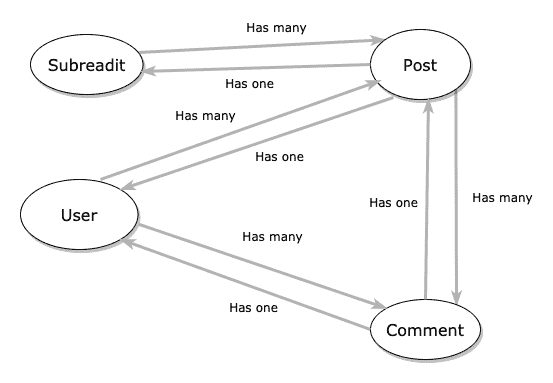 Has many
Subreadit
Post
Has one
Has many
Has one
Has one
Has many
User
Has many
Has one
Comment